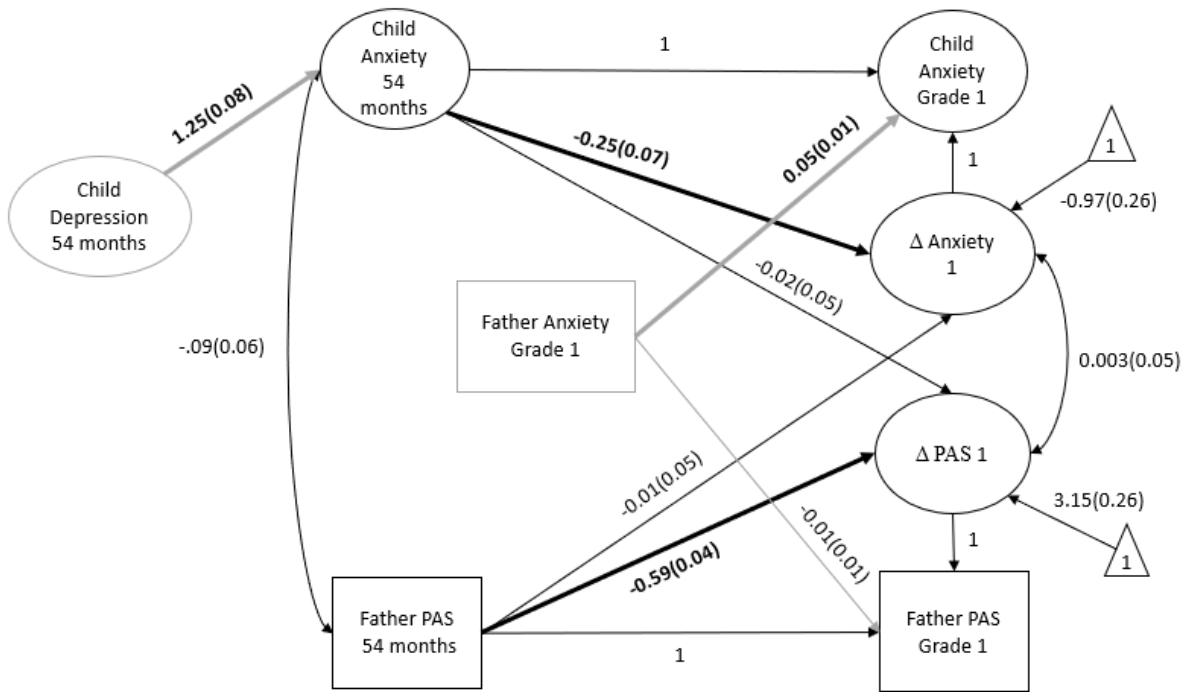 Child
Anxiety
54
months
1
Child
Anxiety
Grade 1
1.25(0.08)
-0.25(0.07)
0.05(0.01)
1
1
-0.97(0.26)
Child
Depression
54 months
Δ Anxiety
1
-0.02(0.05)
Father Anxiety
Grade 1
-.09(0.06)
0.003(0.05)
-0.01(0.05)
Δ PAS 1
3.15(0.26)
-0.01(0.01)
-0.59(0.04)
1
1
Father PAS
54 months
1
Father PAS
Grade 1